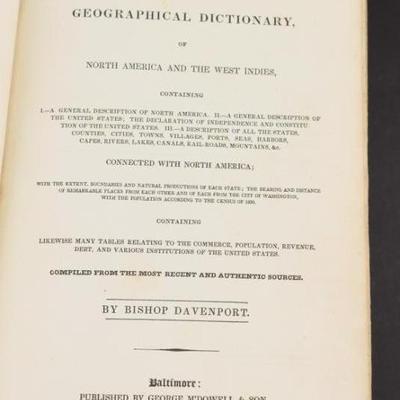 GEOGRAPHICAL DICTIONARY,
OF
NORTH AMERICA AND THE WEST INDIES,
CONTAINING
I.—A GENERAL DESCRIPTION OF NORTH AMERICA. II.—A GENERAL DESCRIPTION OF
THE UNITED STATES; THE DECLARATION OF INDEPENDENCE AND CONSTITU
TION OF THE UNITED STATES. III.—A DESCRIPTION OF ALL THE STATES,
COUNTIES, CITIES, TOWNS, VILLAGES, FORTS, SEAS, HARBORS,
CAPES, RIVERS, LAKES, CANALS, RAIL-ROADS, MOUNTAINS, &c.
CONNECTED WITH NORTH AMERICA;
WITH THE EXTENT, BOUNDARIES AND NATURAL PRODUCTIONS OF EACH STATE; THE BEARING AND DISTANCE
OF REMARKABLE PLACES FROM EACH OTHER AND OF EACH FROM THE CITY OF WASHINGTON,
WITH THE POPULATION ACCORDING TO THE CENSUS OF 1830.
CONTAINING
LIKEWISE MANY TABLES RELATING TO THE COMMERCE, POPULATION, REVENUE,
DEBT, AND VARIOUS INSTITUTIONS OF THE UNITED STATES.
COMPILED FROM THE MOST RECENT AND AUTHENTIC SOURCES.
BY BISHOP DAVENPORT.
Baltimore:
PUBLISHED BY GEORGE M'DOWELL & SON